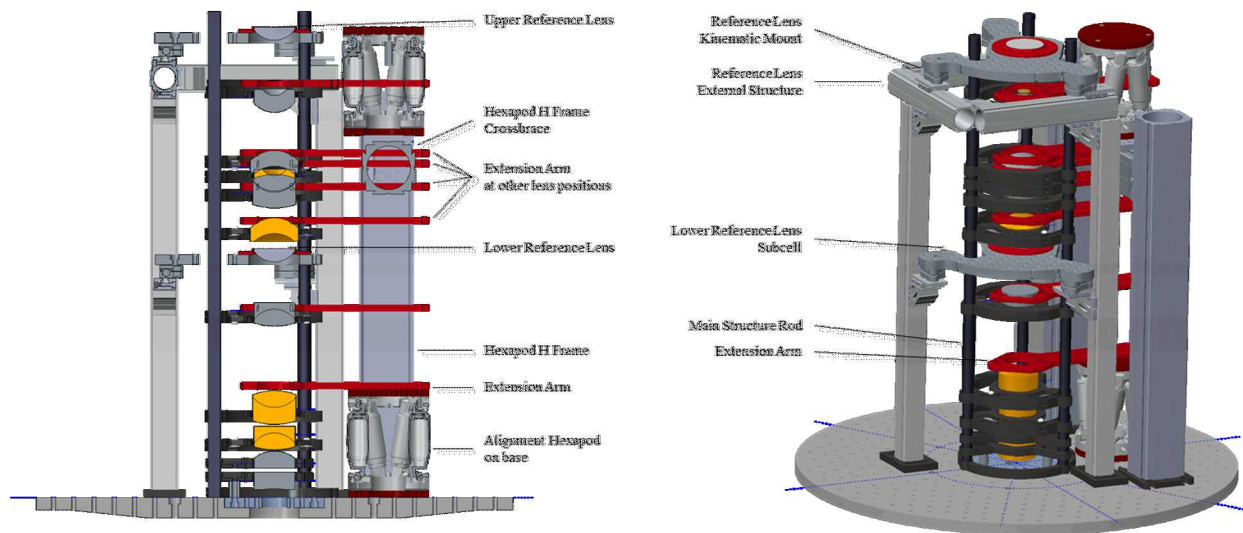 Upper Reference Lens
Hexapod H Frame
Crossbrace
Extension Arm
at other lens positions
Lower Reference Lens
Hexapod H Frame
Extension Arm
Alignment Hexapod
on base
Reference Lens
Kinematic Mount
Reference Lens
External Structure
Lower Reference Lens
Subcell
Main Structure Rod
Extension Arm